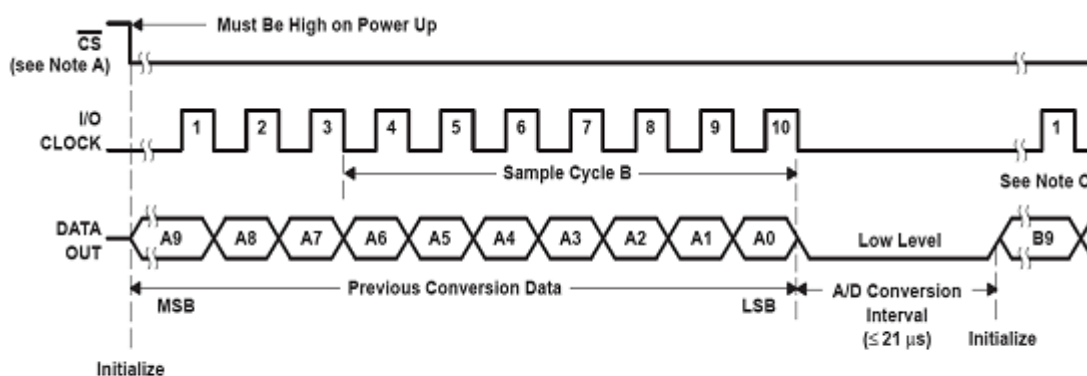 Must Be High on Power Up
CS
(see Note A)
I/O
CLOCK
1 2 3 4 5 6 7 8 9 10 1
Sample Cycle B
See Note C
DATA
OUT
A9 A8 A7 A6 A5 A4 A3 A2 A1 A0 Low Level B9
Previous Conversion Data
MSB LSB
A/D Conversion
Interval
(≤ 21 μs)
Initialize
Initialize